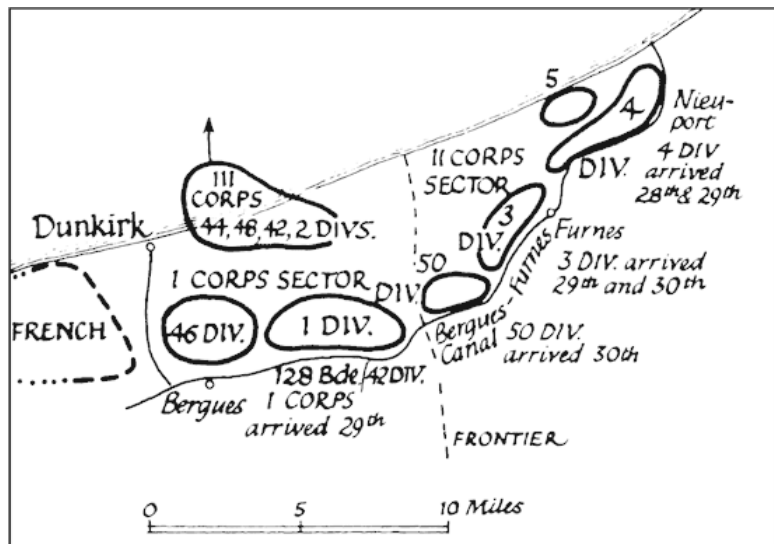 5
4
Nieu-
port
4 DIV
arrived
28th & 29th
DIV.
II CORPS
SECTOR
III
CORPS
44, 48, 42, 2 DIVS.
Dunkirk
3
DIV.
Furnes
3 DIV. arrived
29th and 30th
I CORPS SECTOR
50
DIV.
FRENCH
46 DIV.
1 DIV.
Bergues-Furnes
Canal
50 DIV.
arrived 30th
128 Bde. 42 DIV.
I CORPS
arrived 29th
Bergues
FRONTIER
0 5 10 Miles